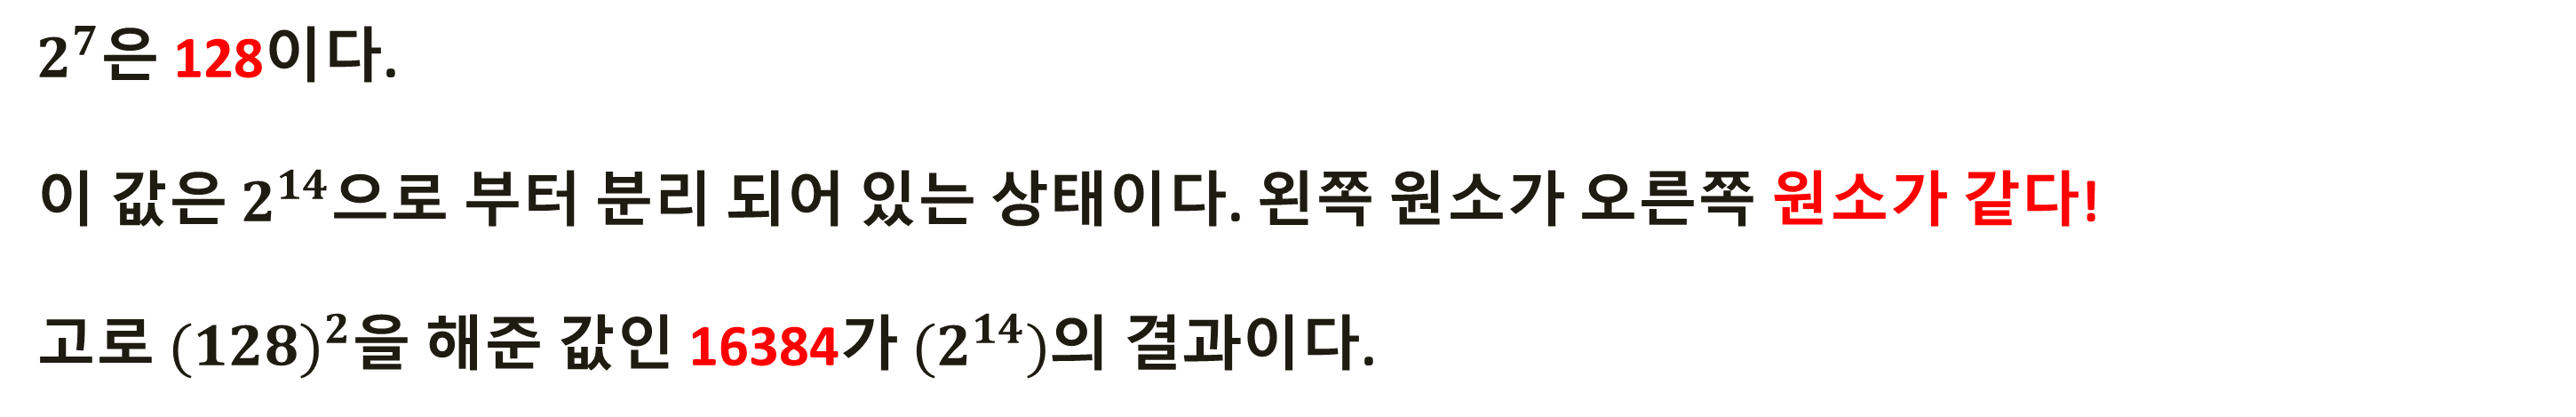 2⁷은 128이다.
이 값은 2¹⁴으로 부터 분리 되어 있는 상태이다. 왼쪽 원소가 오른쪽 원소가 같다!
고로 (128)²을 해준 값인 16384가 (2¹⁴)의 결과이다.